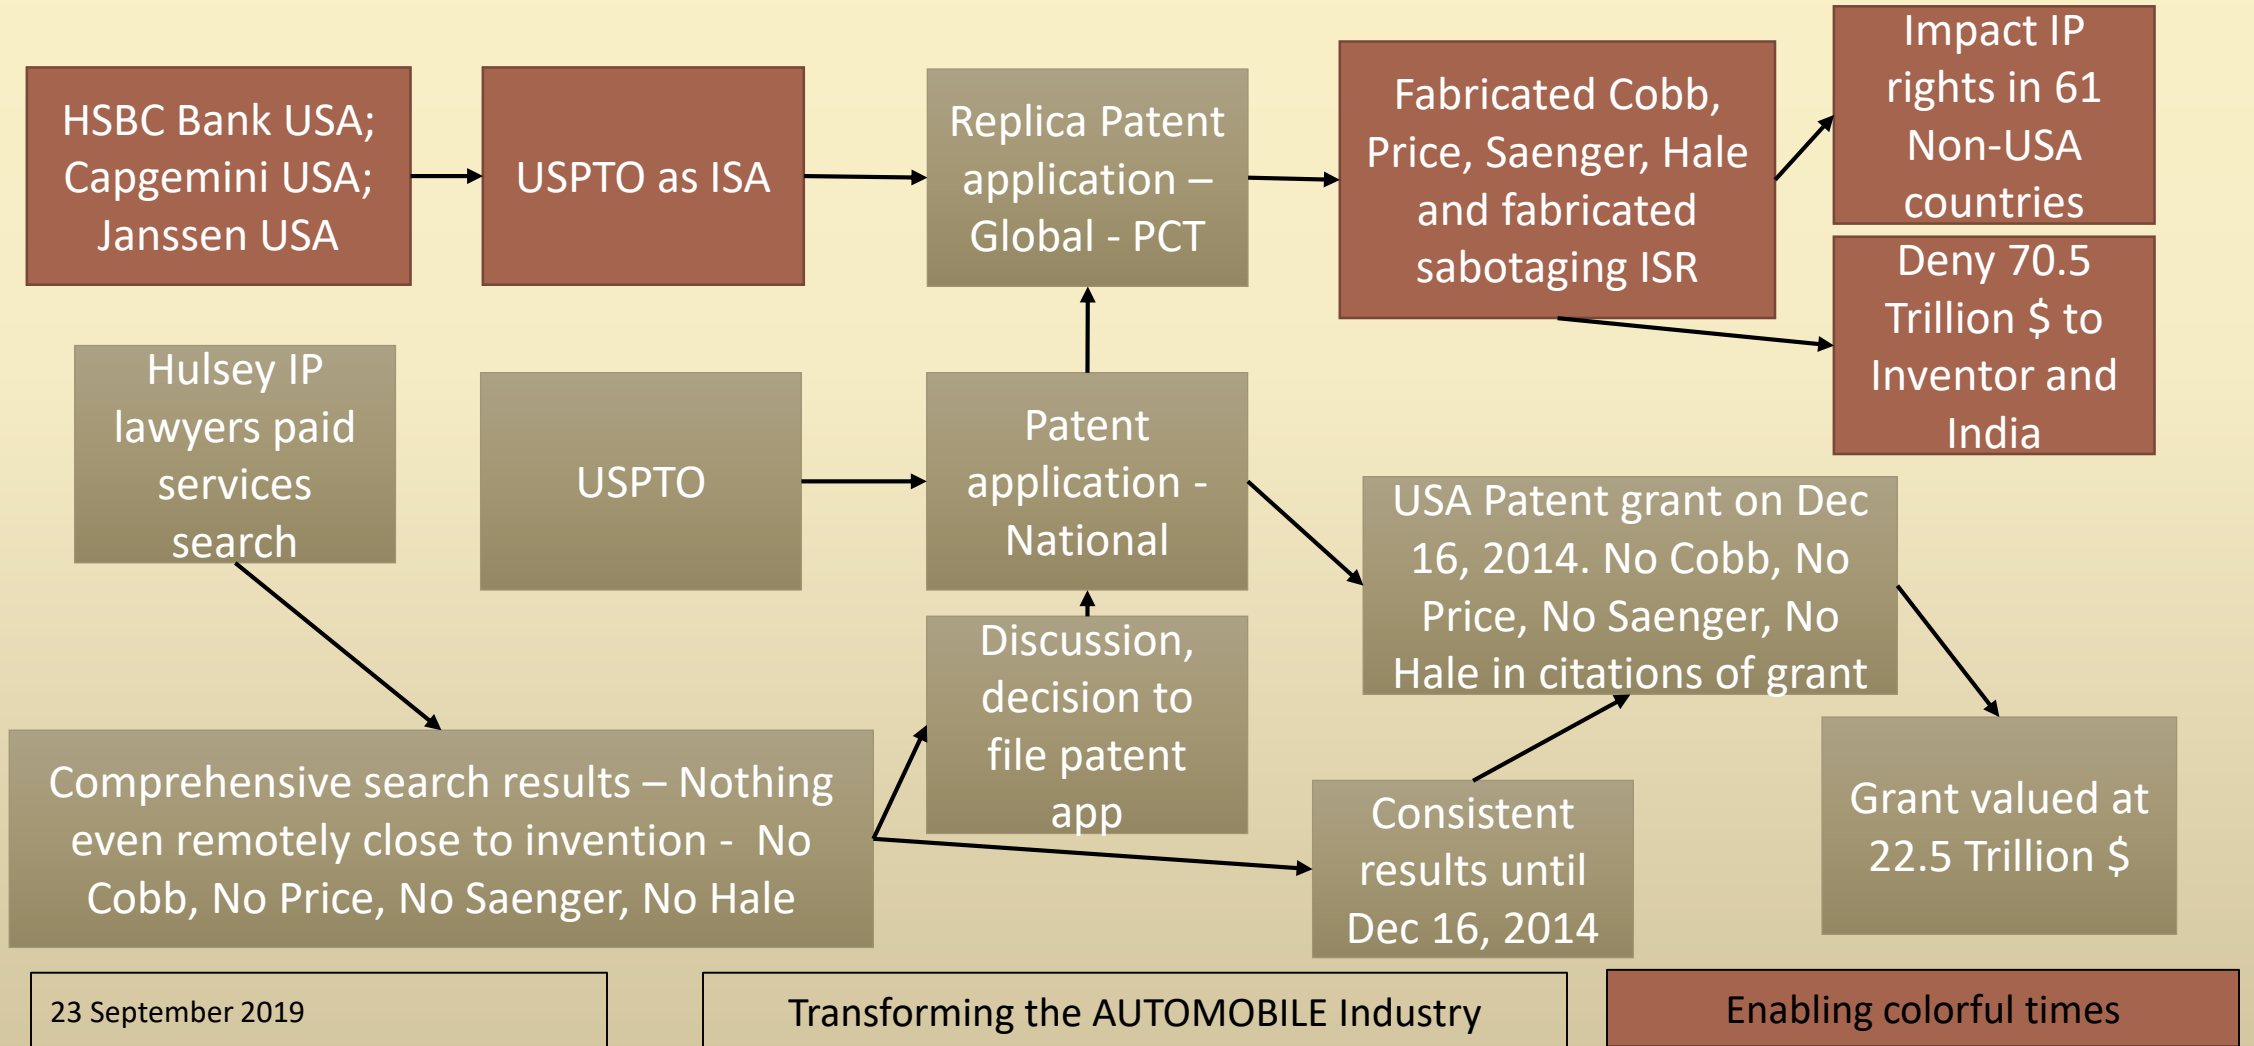 HSBC Bank USA;
Capgemini USA;
Janssen USA
USPTO as ISA
Replica Patent
application –
Global - PCT
Fabricated Cobb,
Price, Saenger, Hale
and fabricated
sabotaging ISR
Impact IP
rights in 61
Non-USA
countries
Deny 70.5
Trillion $ to
Inventor and
India
Hulsey IP
lawyers paid
services
search
USPTO
Patent
application -
National
USA Patent grant on Dec
16, 2014. No Cobb, No
Price, No Saenger, No
Hale in citations of grant
Discussion,
decision to
file patent
app
Comprehensive search results – Nothing
even remotely close to invention -  No
Cobb, No Price, No Saenger, No Hale
Consistent
results until
Dec 16, 2014
Grant valued at
22.5 Trillion $
23 September 2019
Transforming the AUTOMOBILE Industry
Enabling colorful times